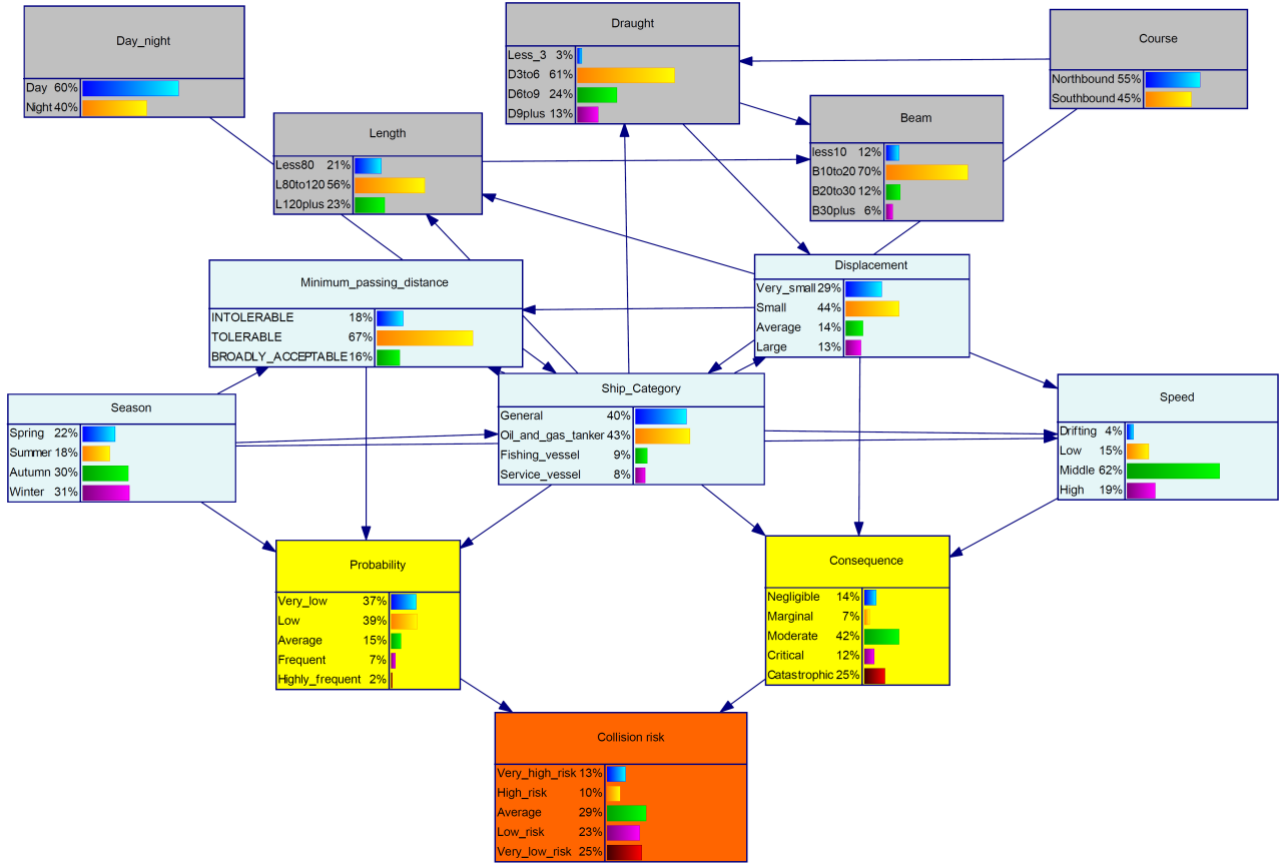 Day_night
Day 60%
Night 40%
Draught
Less_3 3%
D3to6 61%
D6to9 24%
D9plus 13%
Course
Northbound 55%
Southbound 45%
Length
Less80 21%
L80to120 56%
L120plus 23%
Beam
less10 12%
B10to20 70%
B20to30 12%
B30plus 6%
Minimum_passing_distance
INTOLERABLE 18%
TOLERABLE 67%
BROADLY_ACCEPTABLE 16%
Displacement
Very_small 29%
Small 44%
Average 14%
Large 13%
Season
Spring 22%
Summer 18%
Autumn 30%
Winter 31%
Ship_Category
General 40%
Oil_and_gas_tanker 43%
Fishing_vessel 9%
Service_vessel 8%
Speed
Drifting 4%
Low 15%
Middle 62%
High 19%
Probability
Very_low 37%
Low 39%
Average 15%
Frequent 7%
Highly_frequent 2%
Consequence
Negligible 14%
Marginal 7%
Moderate 42%
Critical 12%
Catastrophic 25%
Collision risk
Very_high_risk 13%
High_risk 10%
Average 29%
Low_risk 23%
Very_low_risk 25%